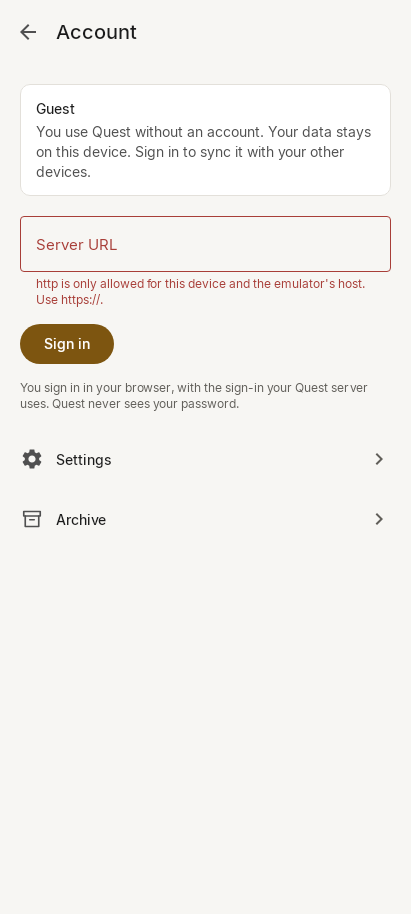 Account
Guest
You use Quest without an account. Your data stays
on this device. Sign in to sync it with your other
devices.
Server URL
http is only allowed for this device and the emulator's host.
Use https://.
Sign in
You sign in in your browser, with the sign-in your Quest server
uses. Quest never sees your password.
Settings
Archive